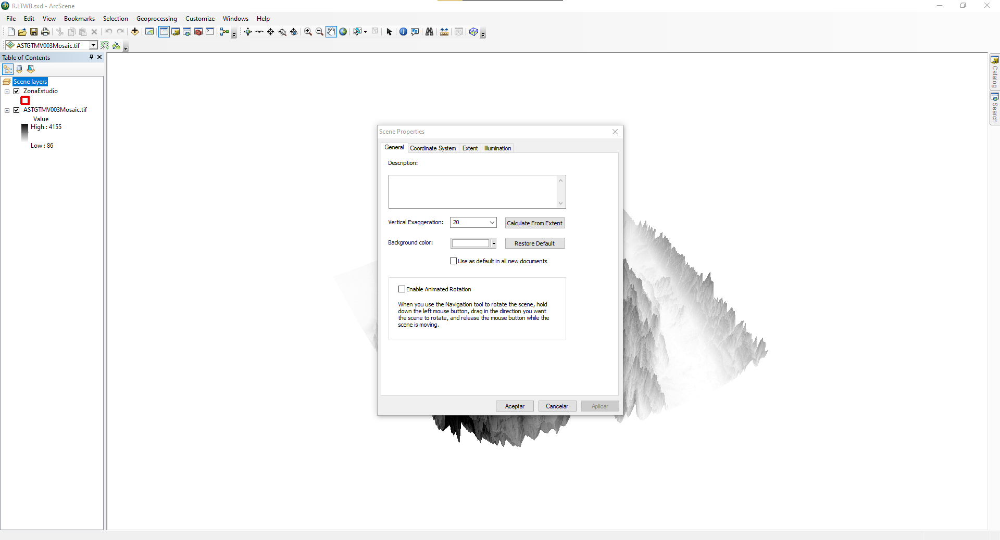 R.LTWB.sxd - ArcScene
File Edit View Bookmarks Selection Geoprocessing Customize Windows Help
ASTGTMV003Mosaic.tif
Table of Contents
Scene layers
ZonaEstudio
ASTGTMV003Mosaic.tif
Value
High : 4155
Low : 86
Scene Properties
General Coordinate System Extent Illumination
Description:
Vertical Exaggeration: 20 Calculate From Extent
Background color: Restore Default
Use as default in all new documents
Enable Animated Rotation
When you use the Navigation tool to rotate the scene, hold
down the left mouse button, drag in the direction you want
the scene to rotate, and release the mouse button while the
scene is moving.
Aceptar Cancelar Aplicar
Catalog
Search